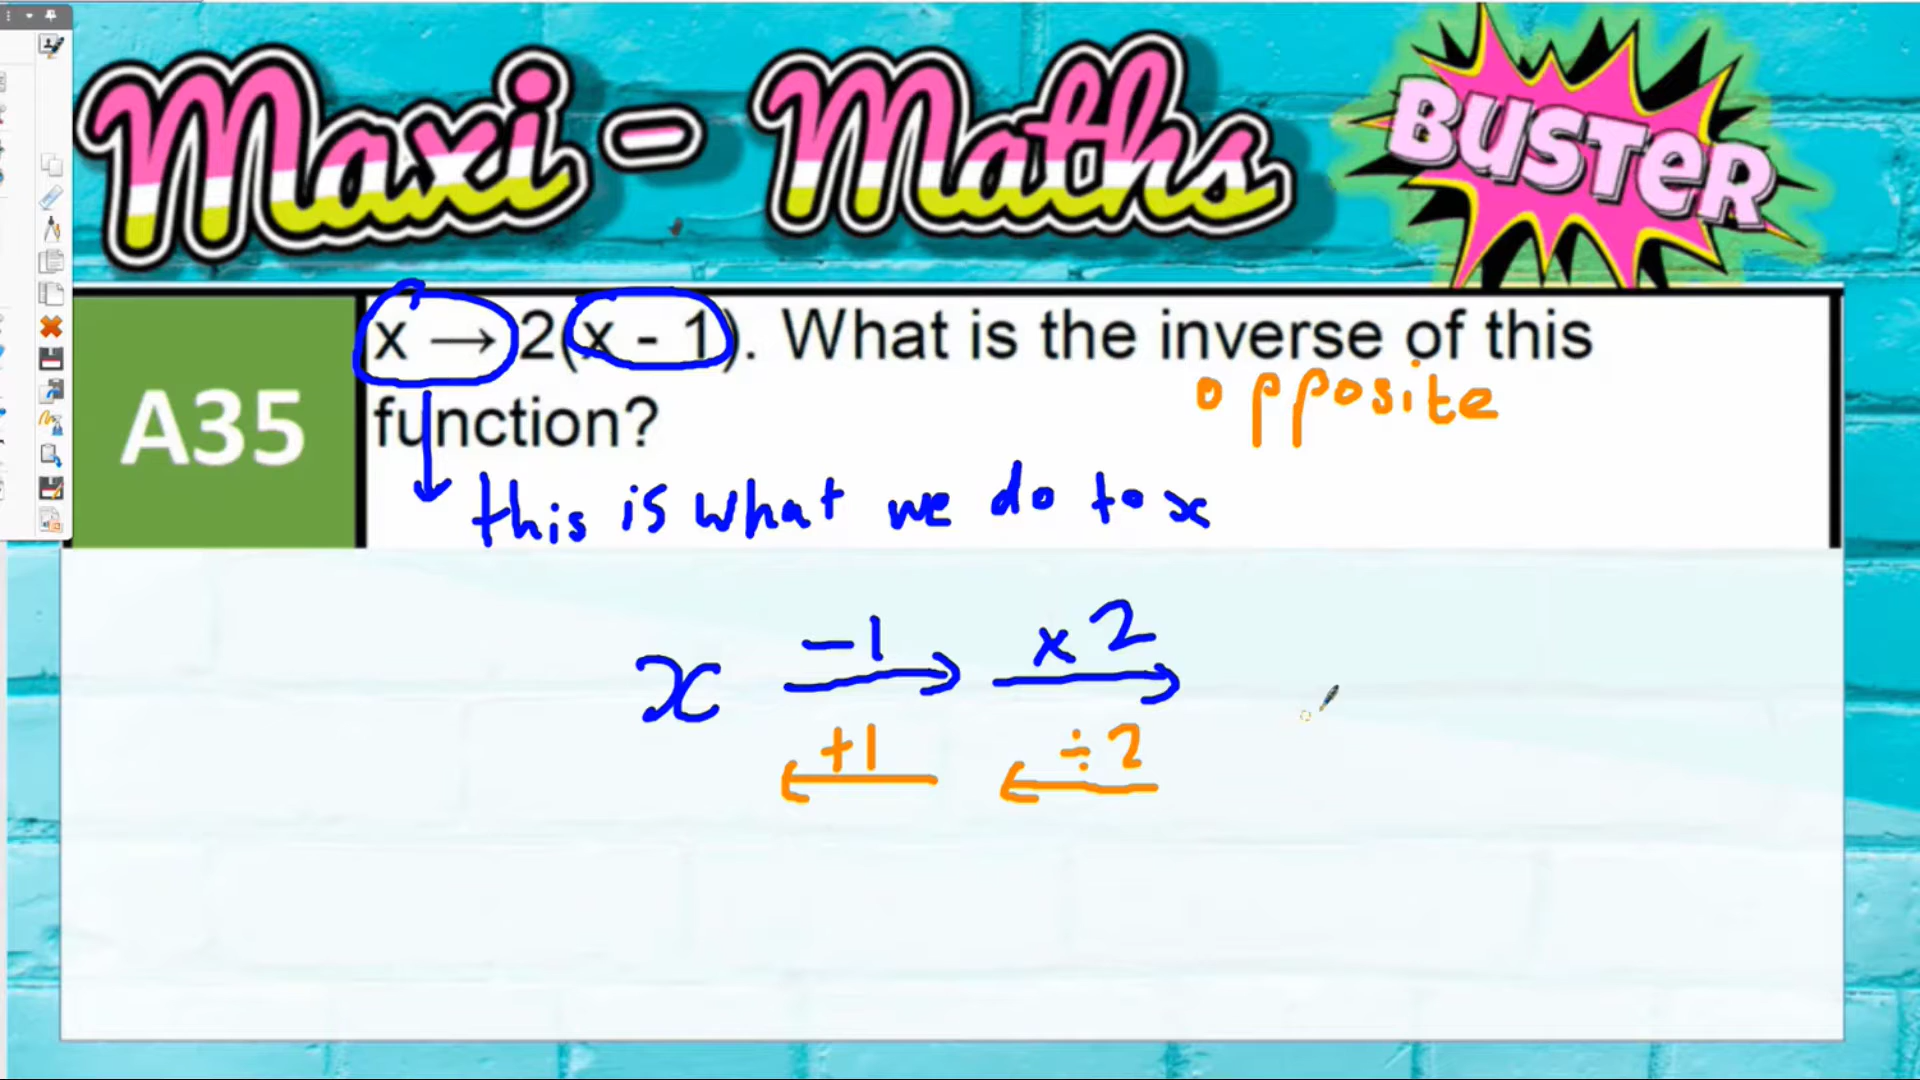 Maxi - Maths
BUSTER
A35
x → 2(x - 1). What is the inverse of this
opposite
function?
this is what we do to x
-1 x 2
x
+1 ÷2